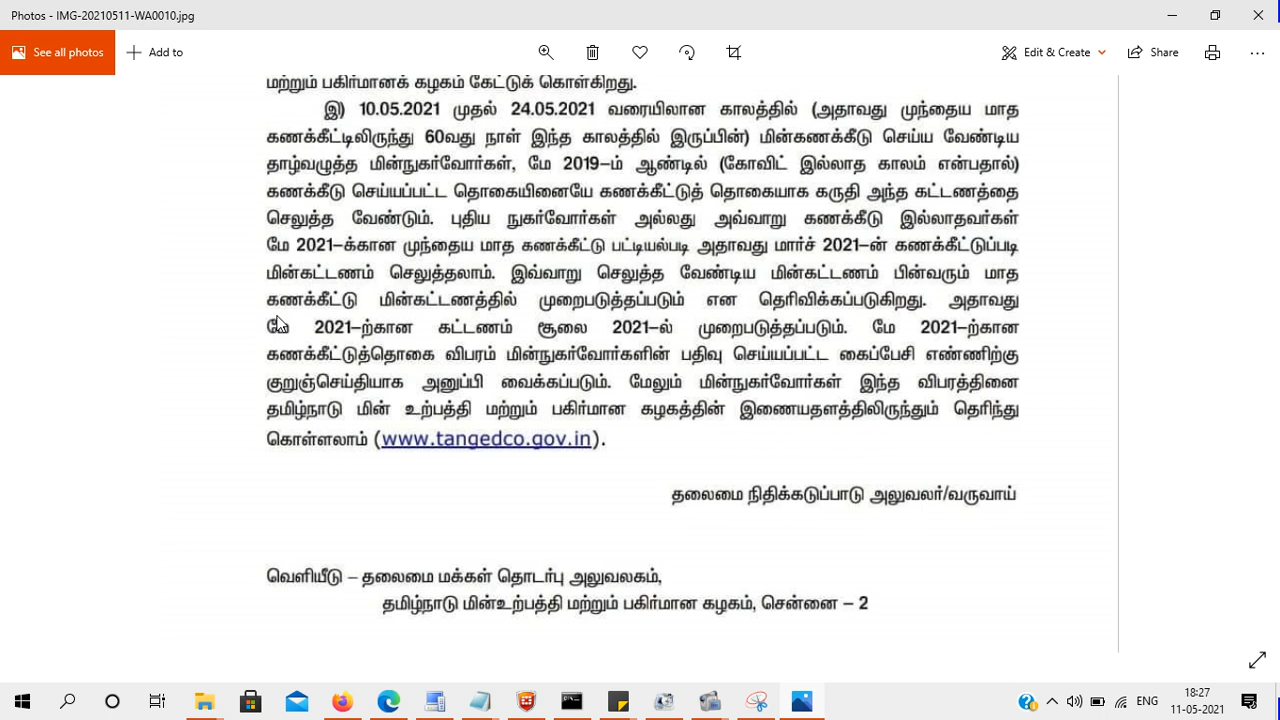 Photos - IMG-20210511-WA0010.jpg
See all photos
Add to
Edit & Create
Share
மற்றும் பகிர்மானக் கழகம் கேட்டுக் கொள்கிறது.
இ) 10.05.2021 முதல் 24.05.2021 வரையிலான காலத்தில் (அதாவது முந்தைய மாத
கணக்கீட்டிலிருந்து 60வது நாள் இந்த காலத்தில் இருப்பின்) மின்கணக்கீடு செய்ய வேண்டிய
தாழ்வழுத்த மின்நுகர்வோர்கள், மே 2019–ம் ஆண்டில் (கோவிட் இல்லாத காலம் என்பதால்)
கணக்கீடு செய்யப்பட்ட தொகையினையே கணக்கீட்டுத் தொகையாக கருதி அந்த கட்டணத்தை
செலுத்த வேண்டும். புதிய நுகர்வோர்கள் அல்லது அவ்வாறு கணக்கீடு இல்லாதவர்கள்
மே 2021–க்கான முந்தைய மாத கணக்கீட்டு பட்டியல்படி அதாவது மார்ச் 2021–ன் கணக்கீட்டுப்படி
மின்கட்டணம் செலுத்தலாம். இவ்வாறு செலுத்த வேண்டிய மின்கட்டணம் பின்வரும் மாத
கணக்கீட்டு மின்கட்டணத்தில் முறைபடுத்தப்படும் என தெரிவிக்கப்படுகிறது. அதாவது
மே 2021–ற்கான கட்டணம் சூலை 2021–ல் முறைபடுத்தப்படும். மே 2021–ற்கான
கணக்கீட்டுத்தொகை விபரம் மின்நுகர்வோர்களின் பதிவு செய்யப்பட்ட கைப்பேசி எண்ணிற்கு
குறுஞ்செய்தியாக அனுப்பி வைக்கப்படும். மேலும் மின்நுகர்வோர்கள் இந்த விபரத்தினை
தமிழ்நாடு மின் உற்பத்தி மற்றும் பகிர்மான கழகத்தின் இணையதளத்திலிருந்தும் தெரிந்து
கொள்ளலாம் (www.tangedco.gov.in).
தலைமை நிதிக்கடுப்பாடு அலுவலர்/வருவாய்
வெளியீடு – தலைமை மக்கள் தொடர்பு அலுவலகம்,
தமிழ்நாடு மின்உற்பத்தி மற்றும் பகிர்மான கழகம், சென்னை – 2
ENG
18:27
11-05-2021